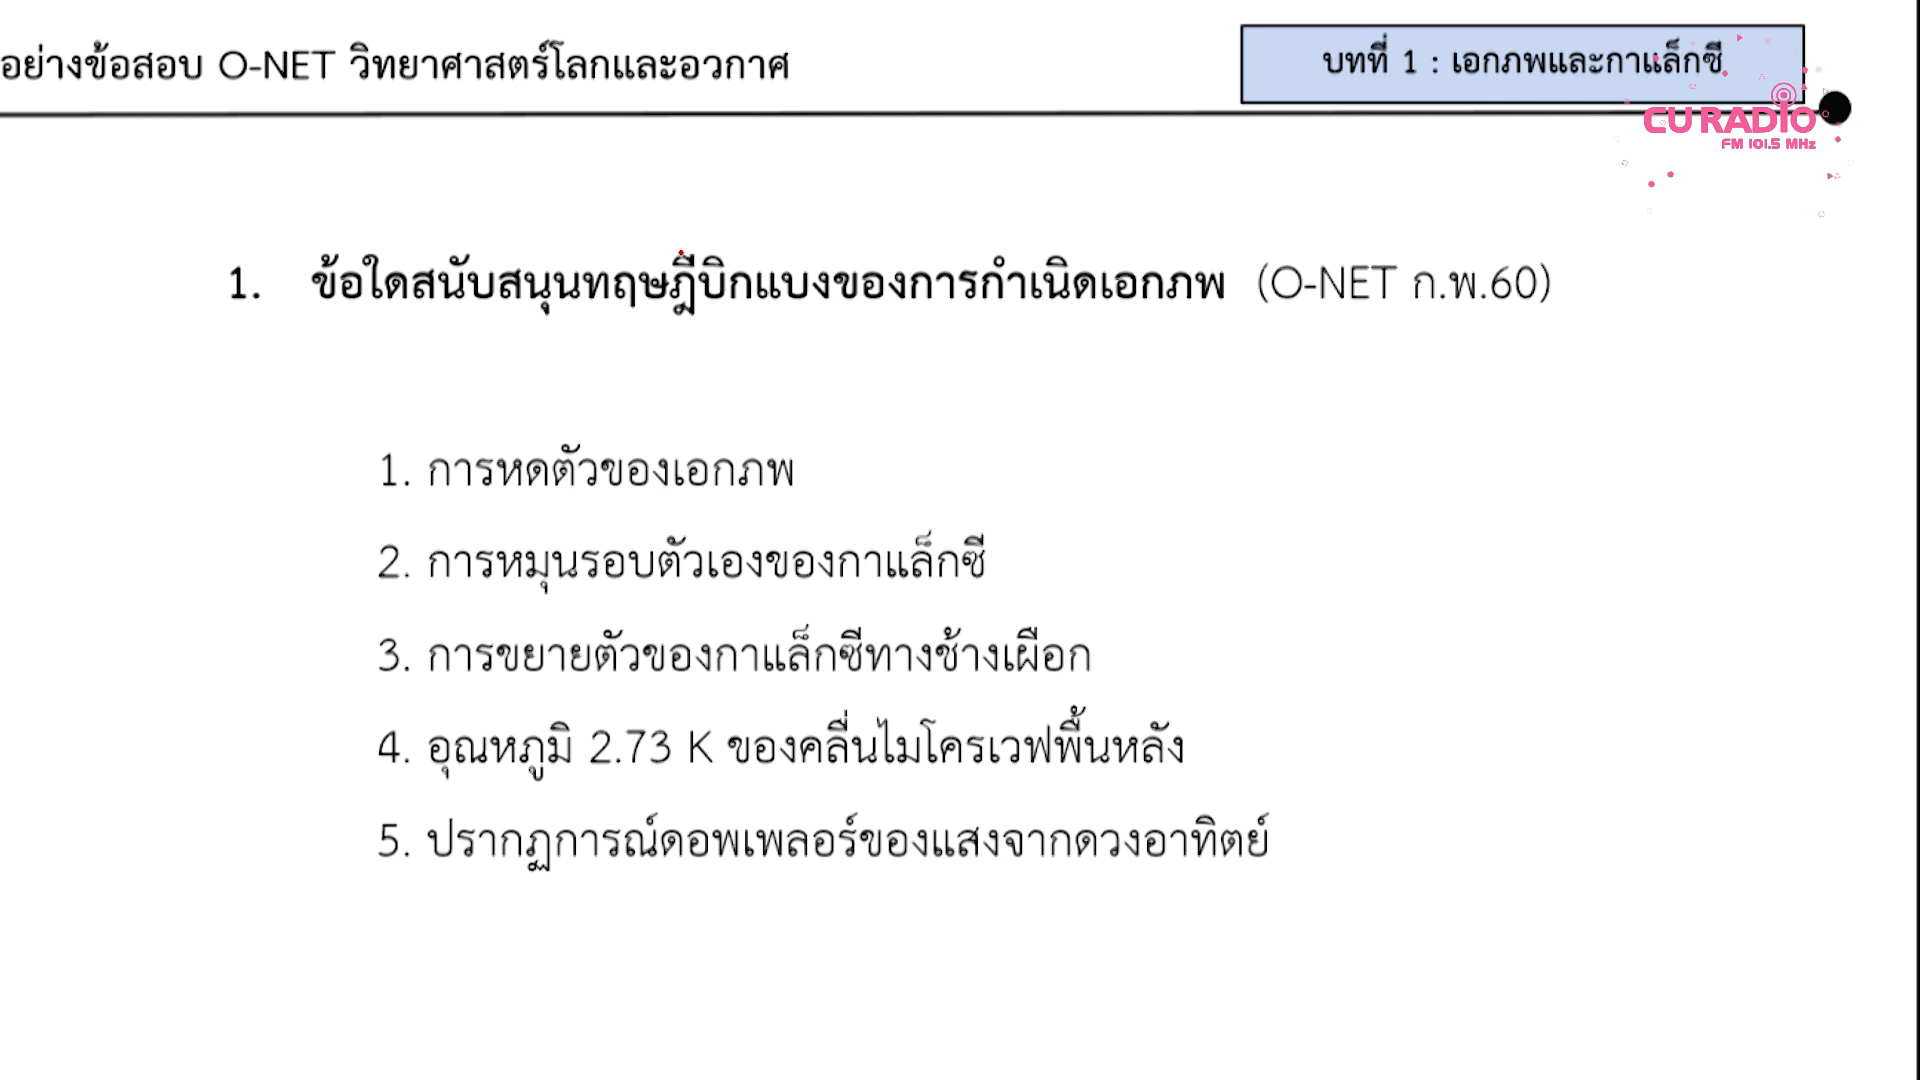 อย่างข้อสอบ O-NET วิทยาศาสตร์โลกและอวกาศ
บทที่ 1 : เอกภพและกาแล็กซี
CU RADIO
FM 101.5 MHz
1. ข้อใดสนับสนุนทฤษฎีบิกแบงของการกำเนิดเอกภพ (O-NET ก.พ.60)
1. การหดตัวของเอกภพ
2. การหมุนรอบตัวเองของกาแล็กซี
3. การขยายตัวของกาแล็กซีทางช้างเผือก
4. อุณหภูมิ 2.73 K ของคลื่นไมโครเวฟพื้นหลัง
5. ปรากฏการณ์ดอพเพลอร์ของแสงจากดวงอาทิตย์